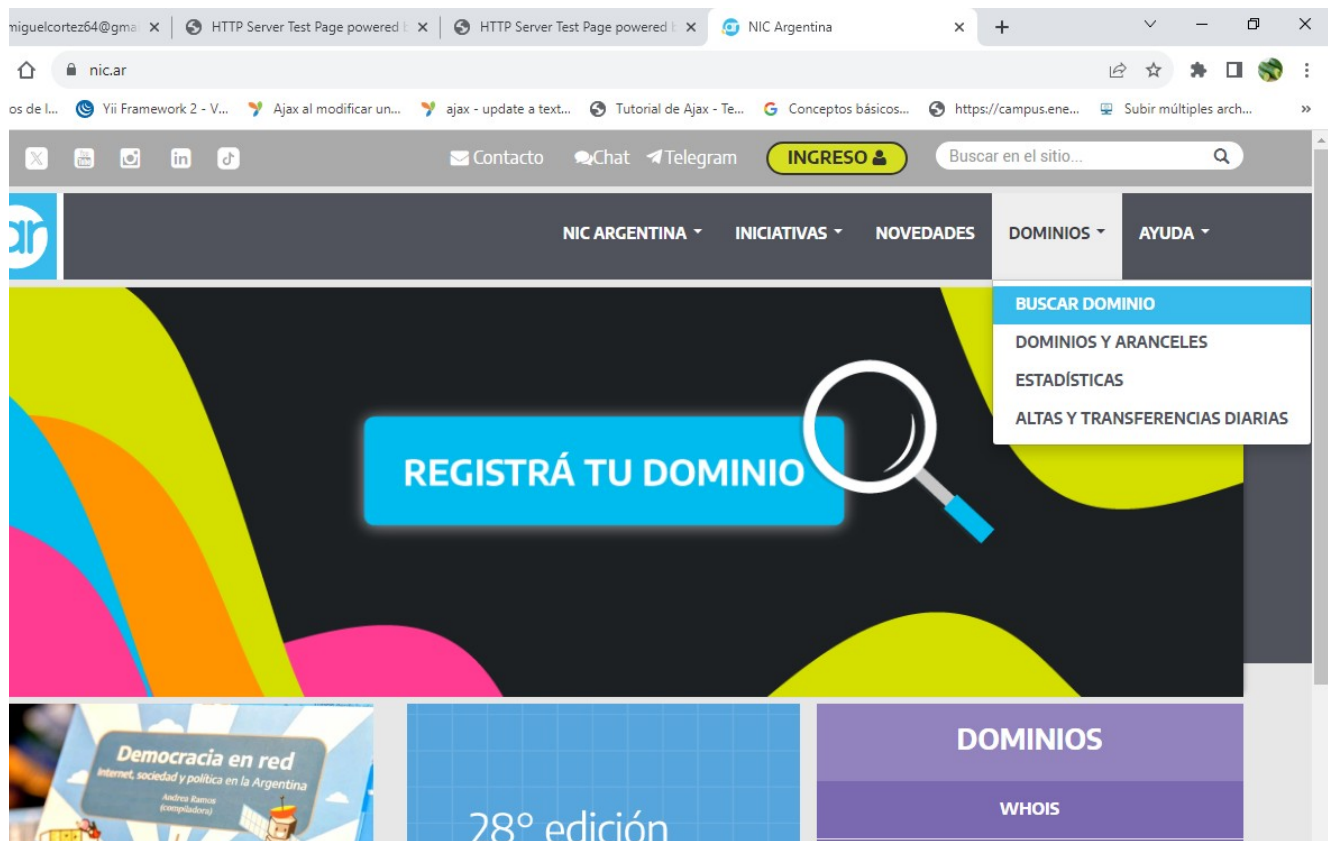 miguelcortez64@gma
HTTP Server Test Page powered b
HTTP Server Test Page powered b
NIC Argentina
nic.ar
os de l...
Yii Framework 2 - V...
Ajax al modificar un...
ajax - update a text...
Tutorial de Ajax - Te...
Conceptos básicos...
https://campus.ene...
Subir múltiples arch...
»
Contacto
Chat
Telegram
INGRESO
Buscar en el sitio...
ar
NIC ARGENTINA
INICIATIVAS
NOVEDADES
DOMINIOS
AYUDA
BUSCAR DOMINIO
DOMINIOS Y ARANCELES
ESTADÍSTICAS
ALTAS Y TRANSFERENCIAS DIARIAS
REGISTRÁ TU DOMINIO
Democracia en red
Internet, sociedad y política en la Argentina
Andrea Ramos
(compiladora)
28° edición
DOMINIOS
WHOIS